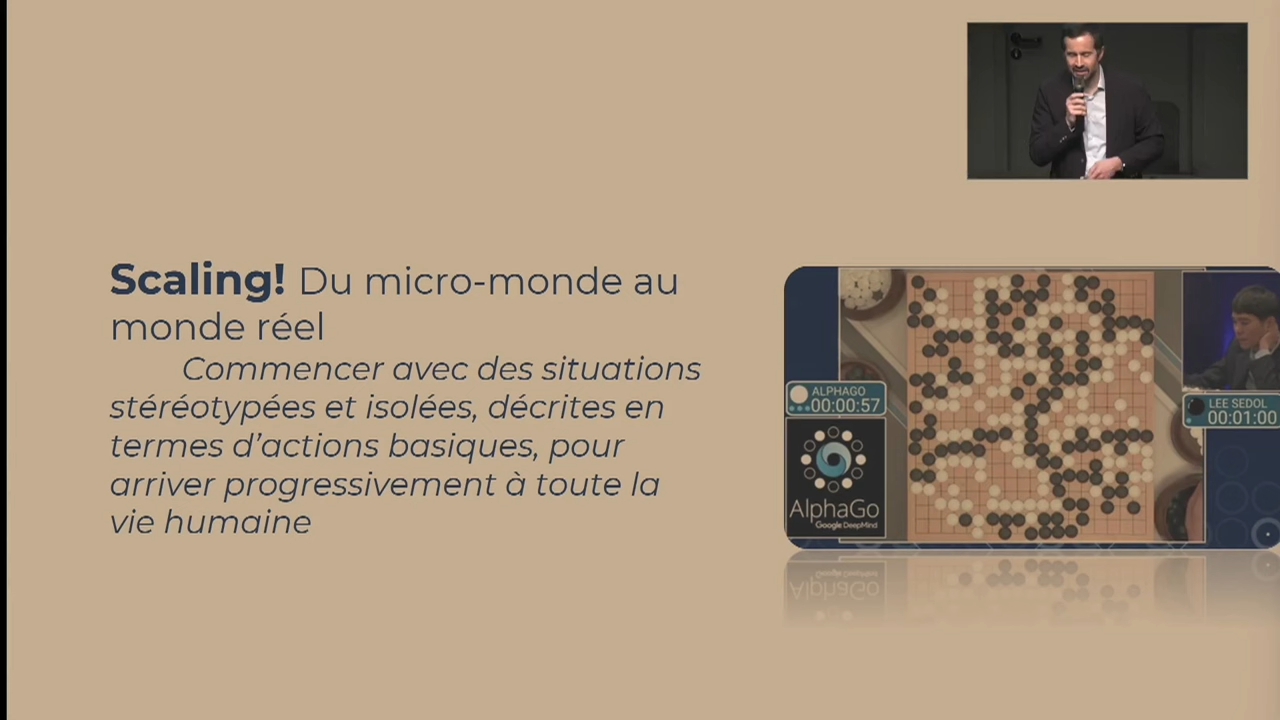 Scaling! Du micro-monde au
monde réel
Commencer avec des situations
stéréotypées et isolées, décrites en
termes d’actions basiques, pour
arriver progressivement à toute la
vie humaine
ALPHAGO
00:00:57
AlphaGo
Google DeepMind
LEE SEDOL
00:01:00